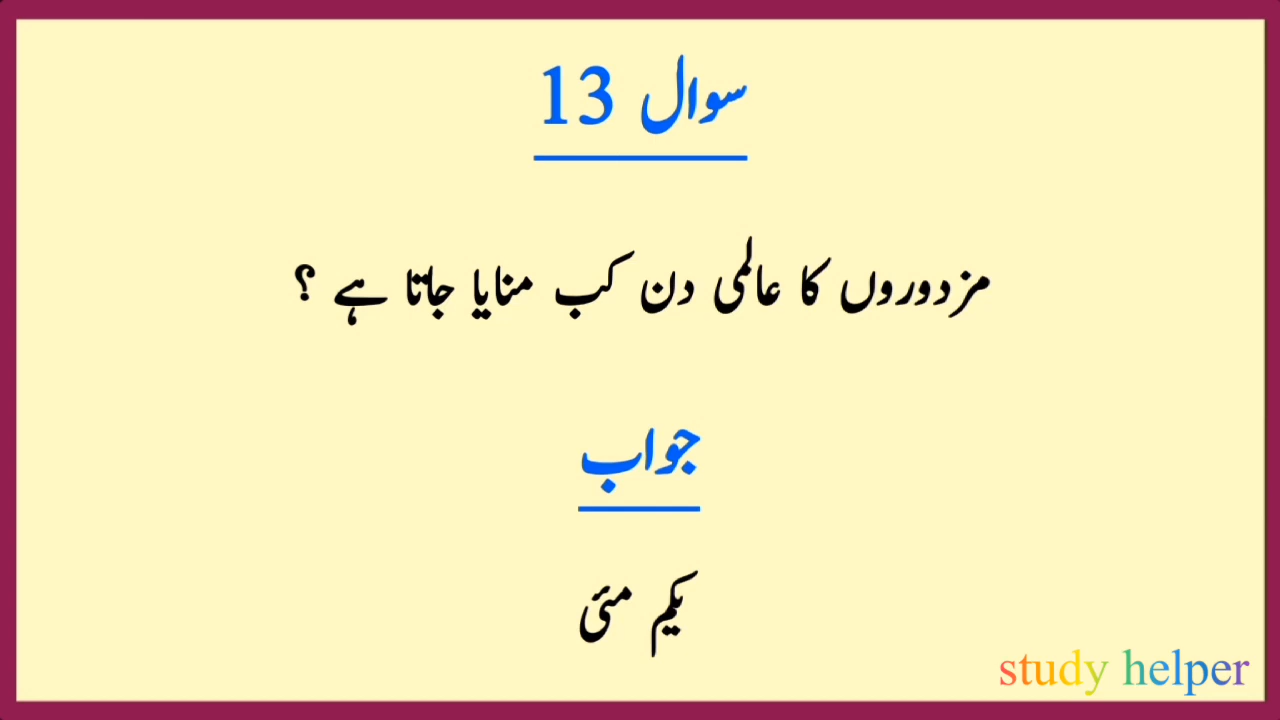 سوال 13
مزدوروں کا عالمی دن کب منایا جاتا ہے ؟
جواب
یکم مئی
study helper